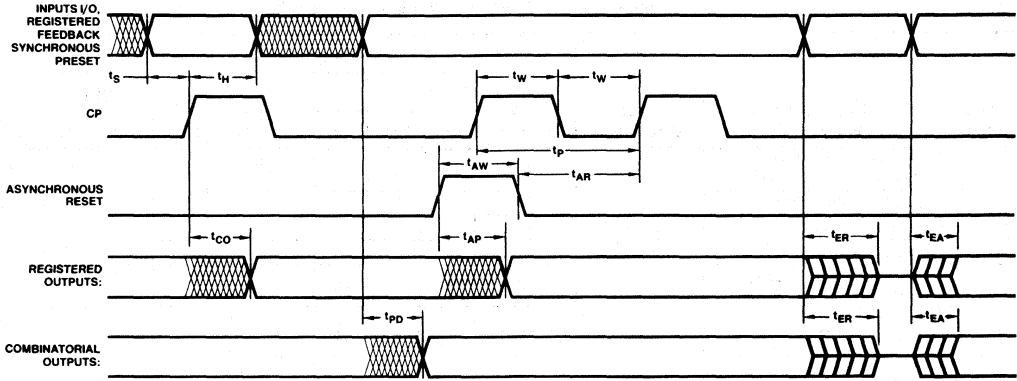 INPUTS I/O,
REGISTERED
FEEDBACK
SYNCHRONOUS
PRESET
tS
tH
tW
tW
CP
tP
tAW
tAR
ASYNCHRONOUS
RESET
tCO
tAP
tER
tEA
REGISTERED
OUTPUTS:
tPD
tER
tEA
COMBINATORIAL
OUTPUTS: